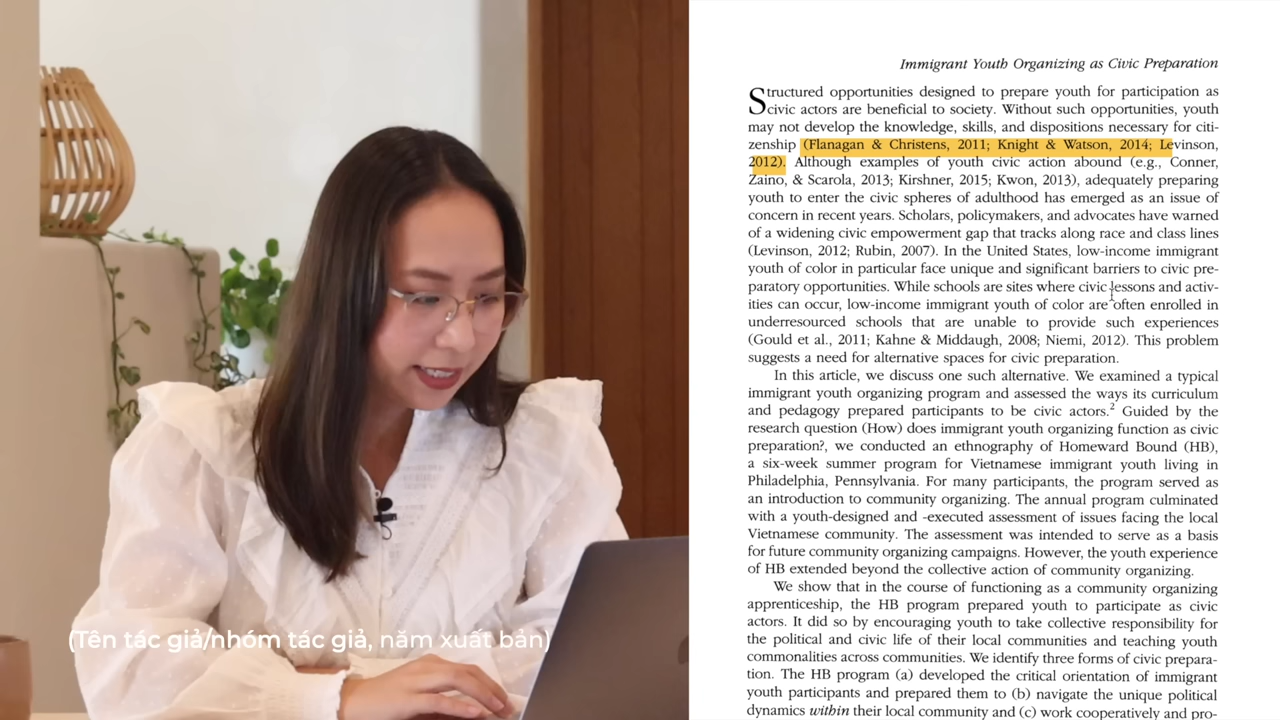 (Tên tác giả/nhóm tác giả, năm xuất bản)
Immigrant Youth Organizing as Civic Preparation
Structured opportunities designed to prepare youth for participation as
civic actors are beneficial to society. Without such opportunities, youth
may not develop the knowledge, skills, and dispositions necessary for citi-
zenship (Flanagan & Christens, 2011; Knight & Watson, 2014; Levinson,
2012). Although examples of youth civic action abound (e.g., Conner,
Zaino, & Scarola, 2013; Kirshner, 2015; Kwon, 2013), adequately preparing
youth to enter the civic spheres of adulthood has emerged as an issue of
concern in recent years. Scholars, policymakers, and advocates have warned
of a widening civic empowerment gap that tracks along race and class lines
(Levinson, 2012; Rubin, 2007). In the United States, low-income immigrant
youth of color in particular face unique and significant barriers to civic pre-
paratory opportunities. While schools are sites where civic lessons and activ-
ities can occur, low-income immigrant youth of color are often enrolled in
underresourced schools that are unable to provide such experiences
(Gould et al., 2011; Kahne & Middaugh, 2008; Niemi, 2012). This problem
suggests a need for alternative spaces for civic preparation.
In this article, we discuss one such alternative. We examined a typical
immigrant youth organizing program and assessed the ways its curriculum
and pedagogy prepared participants to be civic actors.2 Guided by the
research question (How) does immigrant youth organizing function as civic
preparation?, we conducted an ethnography of Homeward Bound (HB),
a six-week summer program for Vietnamese immigrant youth living in
Philadelphia, Pennsylvania. For many participants, the program served as
an introduction to community organizing. The annual program culminated
with a youth-designed and -executed assessment of issues facing the local
Vietnamese community. The assessment was intended to serve as a basis
for future community organizing campaigns. However, the youth experience
of HB extended beyond the collective action of community organizing.
We show that in the course of functioning as a community organizing
apprenticeship, the HB program prepared youth to participate as civic
actors. It did so by encouraging youth to take collective responsibility for
the political and civic life of their local communities and teaching youth
commonalities across communities. We identify three forms of civic prepara-
tion. The HB program (a) developed the critical orientation of immigrant
youth participants and prepared them to (b) navigate the unique political
dynamics within their local community and (c) work cooperatively and pro-